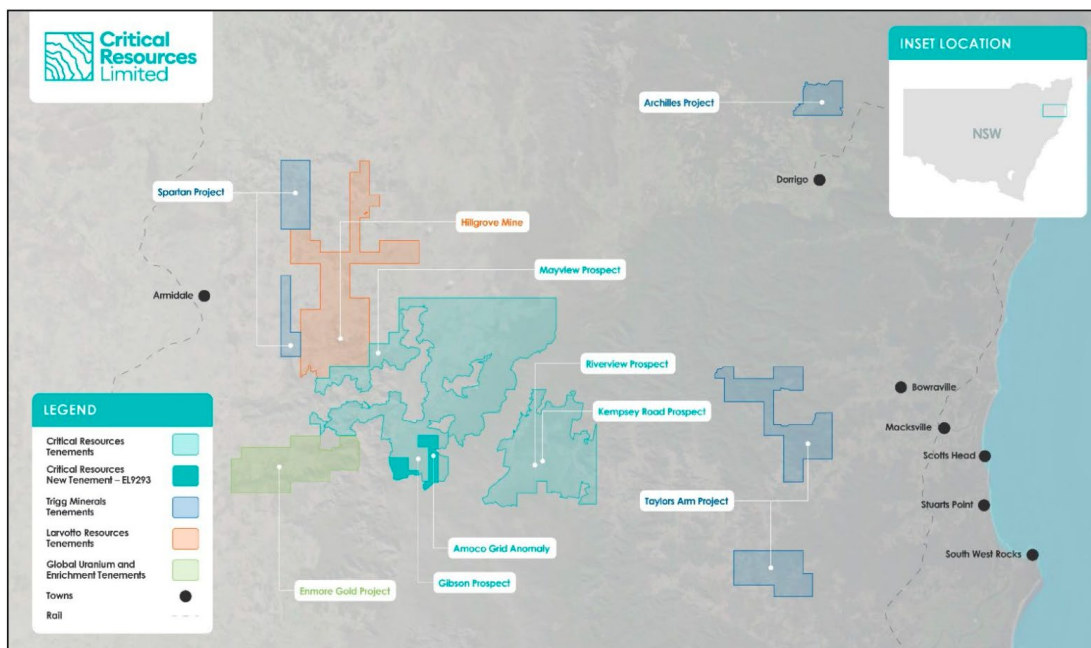 Critical
Resources
Limited
INSET LOCATION
NSW
Archilles Project
Dorrigo
Spartan Project
Hillgrove Mine
Mayview Prospect
Armidale
Riverview Prospect
Kempsey Road Prospect
Bowraville
Macksville
Scotts Head
Taylors Arm Project
Stuarts Point
South West Rocks
Amoco Grid Anomaly
Gibson Prospect
Enmore Gold Project
LEGEND
Critical Resources
Tenements
Critical Resources
New Tenement – EL9293
Trigg Minerals
Tenements
Larvotto Resources
Tenements
Global Uranium and
Enrichment Tenements
Towns
Rail